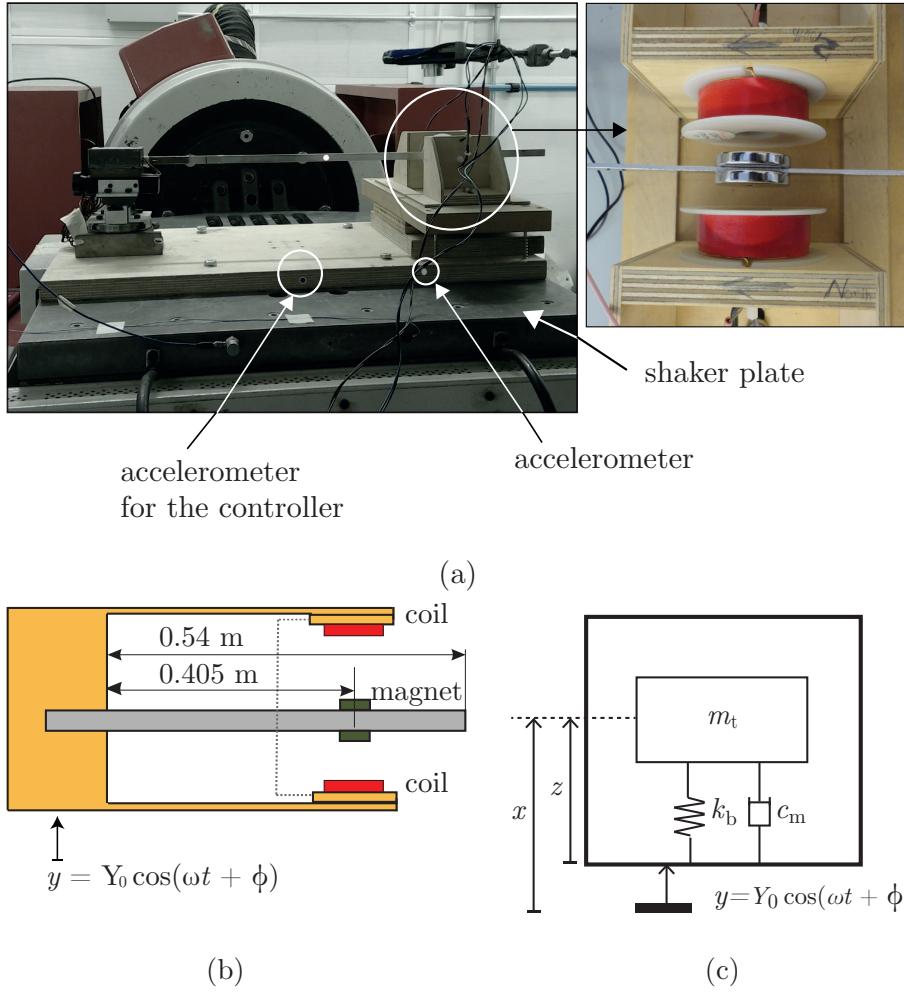 shaker plate
accelerometer
for the controller
accelerometer
(a)
coil
0.54 m
0.405 m
magnet
coil
y = Y₀ cos(ωt + ϕ)
(b)
mₜ
x
z
k_b
c_m
y=Y₀ cos(ωt + ϕ
(c)